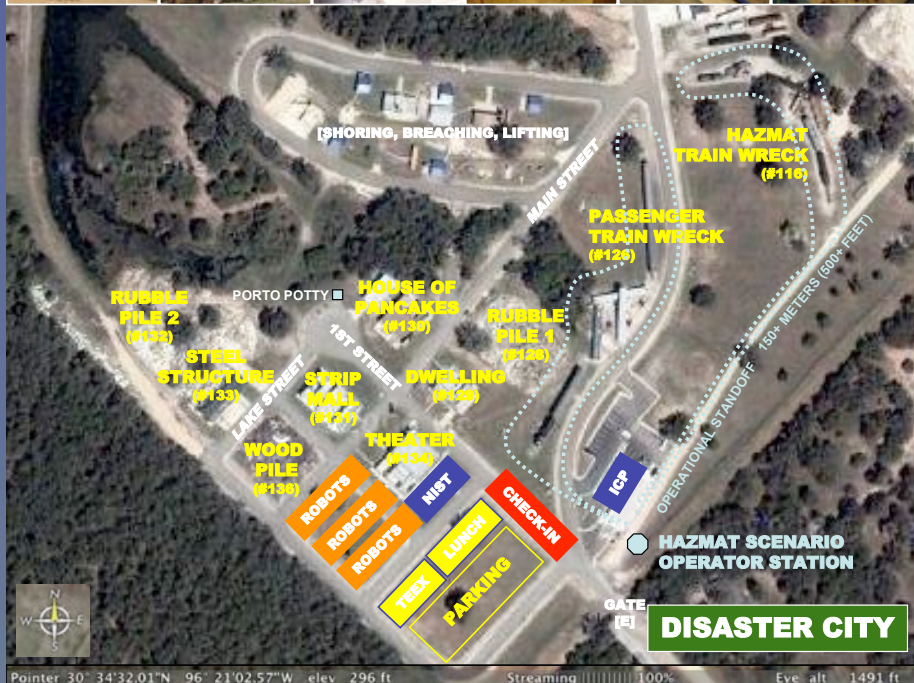 [SHORING, BREACHING, LIFTING]
HAZMAT
TRAIN WRECK
(#116)
MAIN STREET
PASSENGER
TRAIN WRECK
(#126)
OPERATIONAL STANDOFF 150+ METERS (500+ FEET)
PORTO POTTY
HOUSE OF
PANCAKES
(#130)
RUBBLE
PILE 2
(#132)
RUBBLE
PILE 1
(#128)
1ST STREET
STEEL
STRUCTURE
(#133)
LAKE STREET
STRIP
MALL
(#131)
DWELLING
THEATER
(#134)
WOOD
PILE
(#136)
ROBOTS
ROBOTS
ROBOTS
NIST
CHECK-IN
ICP
LUNCH
TEEX
PARKING
HAZMAT SCENARIO
OPERATOR STATION
GATE
[E]
DISASTER CITY
N
W E
S
Pointer 30° 34'32.01"N 96° 21'02.57"W elev 296 ft Streaming 100% Eye alt 1491 ft